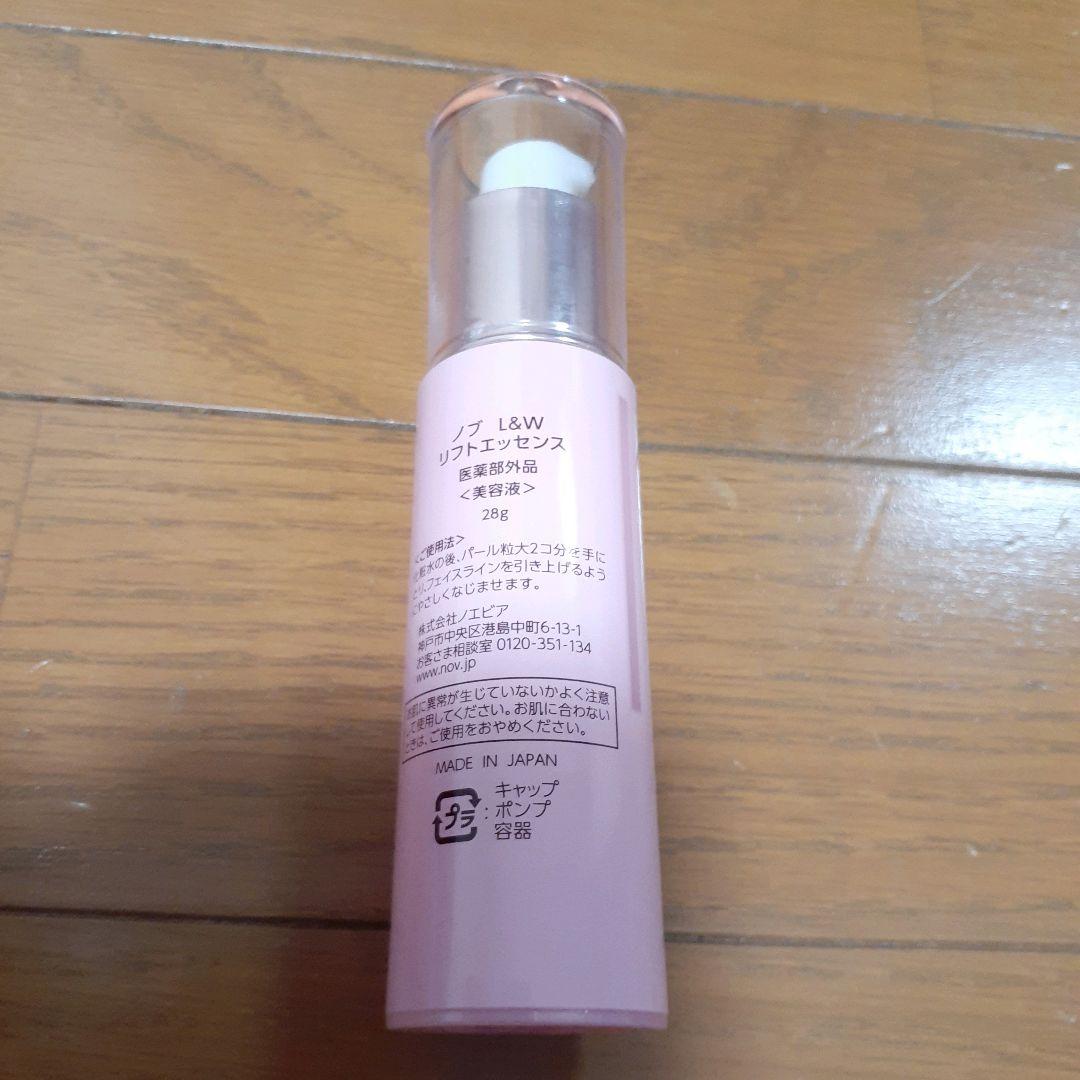 ノブ L&W
リフトエッセンス
医薬部外品
<美容液>
28g
<ご使用法>
化粧水の後、パール粒大2コ分を手に
とり、フェイスラインを引き上げるよう
にやさしくなじませます。
株式会社ノエビア
神戸市中央区港島中町6-13-1
お客さま相談室 0120-351-134
www.nov.jp
お肌に異常が生じていないかよく注意
して使用してください。お肌に合わない
ときは、ご使用をおやめください。
MADE IN JAPAN
プラ : キャップ
ポンプ
容器